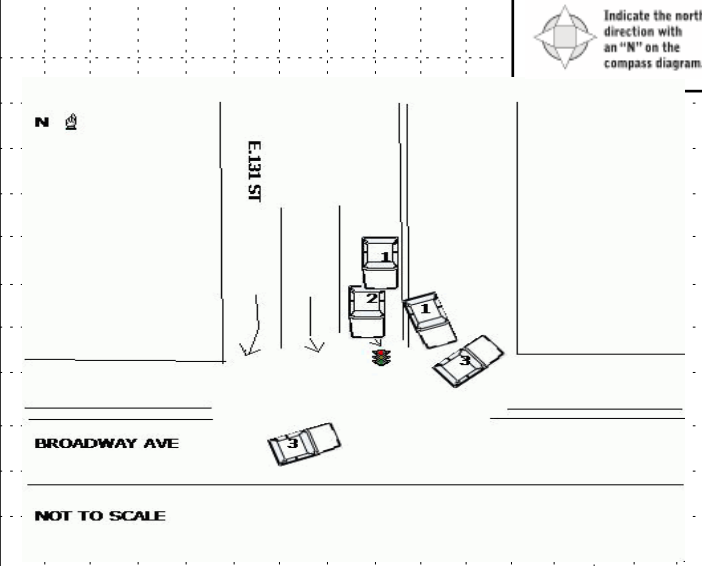 Indicate the north
direction with
an "N" on the
compass diagram.
N
E.131 ST
1
2
1
3
BROADWAY AVE
3
NOT TO SCALE